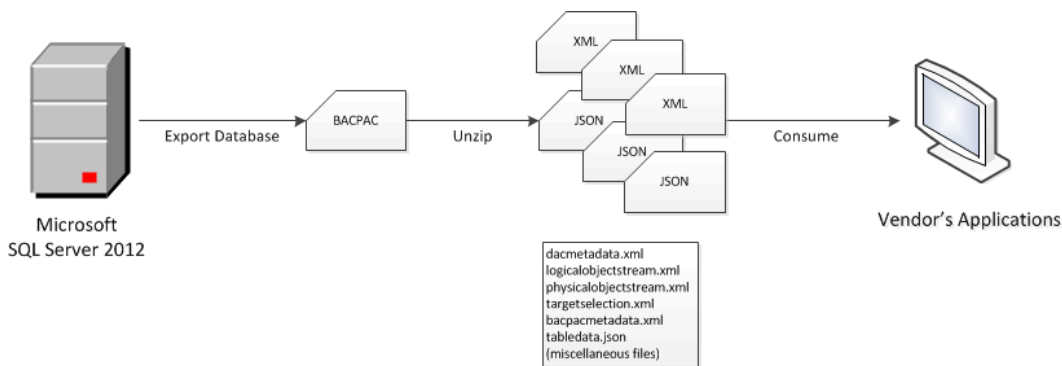 XML
XML
XML
Export Database
BACPAC
Unzip
JSON
JSON
JSON
Consume
Microsoft
SQL Server 2012
Vendor's Applications
dacmetadata.xml
logicalobjectstream.xml
physicalobjectstream.xml
targetselection.xml
bacpacmetadata.xml
tabledata.json
(miscellaneous files)